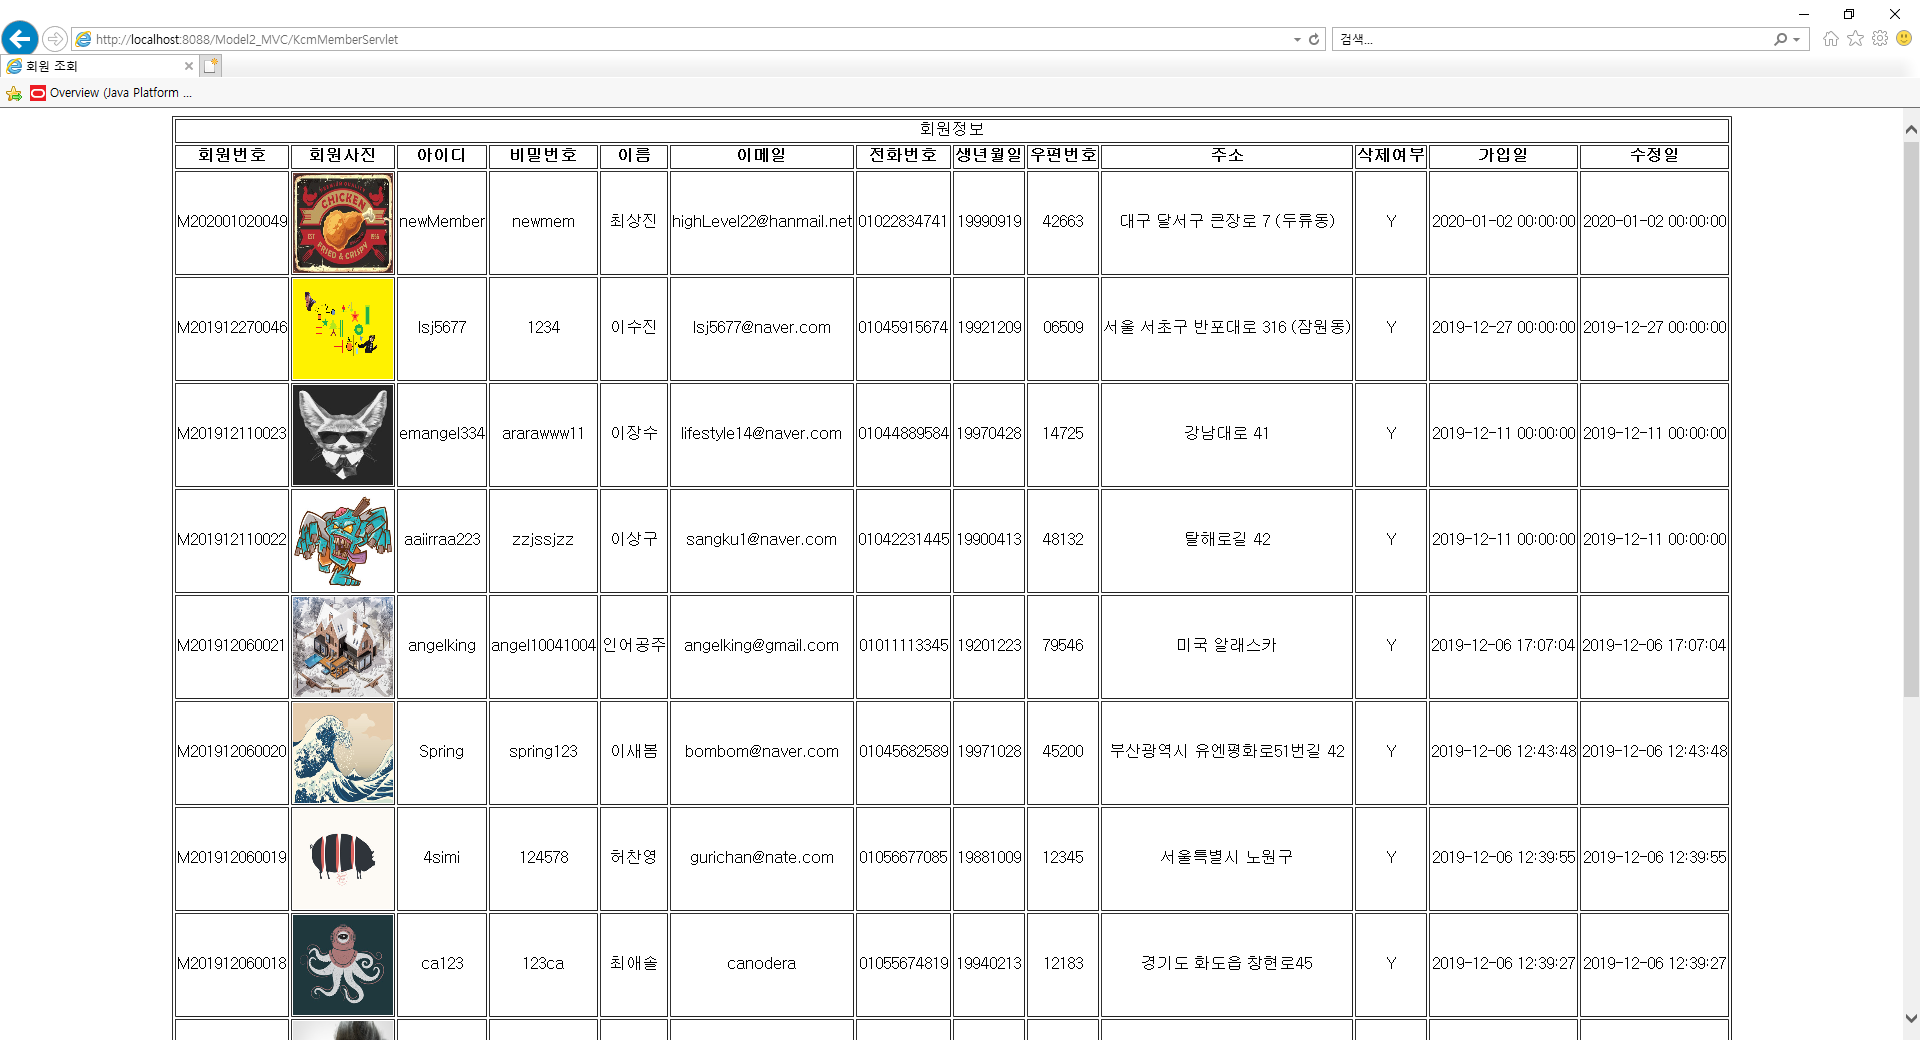 http://localhost:8088/Model2_MVC/KcmMemberServlet
검색...
회원 조회
Overview (Java Platform ...
회원정보
회원번호 회원사진 아이디 비밀번호 이름 이메일 전화번호 생년월일 우편번호 주소 삭제여부 가입일 수정일
CHICKEN
FRIED & CRISPY
M202001020049 newMember newmem 최상진 highLevel22@hanmail.net 01022834741 19990919 42663 대구 달서구 큰장로 7 (두류동) Y 2020-01-02 00:00:00 2020-01-02 00:00:00
M201912270046 lsj5677 1234 이수진 lsj5677@naver.com 01045915674 19921209 06509 서울 서초구 반포대로 316 (잠원동) Y 2019-12-27 00:00:00 2019-12-27 00:00:00
M201912110023 emangel334 ararawww11 이장수 lifestyle14@naver.com 01044889584 19970428 14725 강남대로 41 Y 2019-12-11 00:00:00 2019-12-11 00:00:00
M201912110022 aaiirraa223 zzjssjzz 이상구 sangku1@naver.com 01042231445 19900413 48132 탈해로길 42 Y 2019-12-11 00:00:00 2019-12-11 00:00:00
M201912060021 angelking angel10041004 인어공주 angelking@gmail.com 01011113345 19201223 79546 미국 알래스카 Y 2019-12-06 17:07:04 2019-12-06 17:07:04
M201912060020 Spring spring123 이새봄 bombom@naver.com 01045682589 19971028 45200 부산광역시 유엔평화로51번길 42 Y 2019-12-06 12:43:48 2019-12-06 12:43:48
M201912060019 4simi 124578 허찬영 gurichan@nate.com 01056677085 19881009 12345 서울특별시 노원구 Y 2019-12-06 12:39:55 2019-12-06 12:39:55
M201912060018 ca123 123ca 최애솔 canodera 01055674819 19940213 12183 경기도 화도읍 창현로45 Y 2019-12-06 12:39:27 2019-12-06 12:39:27